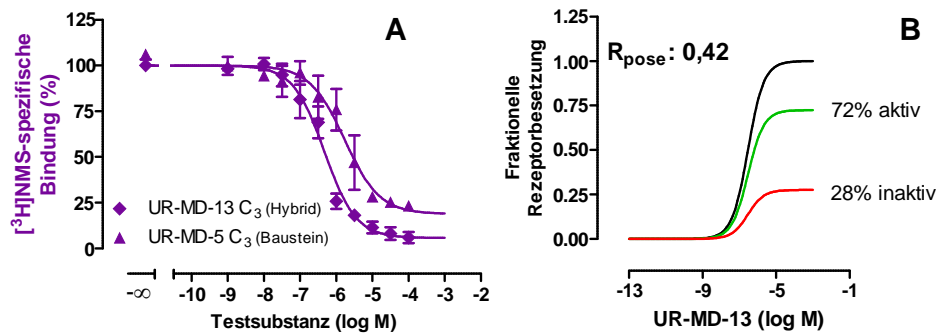 A
[³H]NMS-spezifische
Bindung (%)
125
100
75
50
25
0
UR-MD-13 C₃ (Hybrid)
UR-MD-5 C₃ (Baustein)
-∞ -10 -9 -8 -7 -6 -5 -4 -3 -2
Testsubstanz (log M)
B
R_pose: 0,42
Fraktionelle
Rezeptorbesetzung
1.25
1.00
0.75
0.50
0.25
0.00
72% aktiv
28% inaktiv
-13 -9 -5 -1
UR-MD-13 (log M)